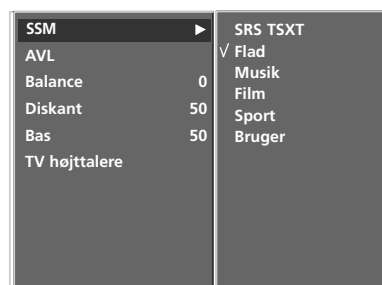 SSM ▶
AVL
Balance 0
Diskant 50
Bas 50
TV højttalere
SRS TSXT
√ Flad
Musik
Film
Sport
Bruger